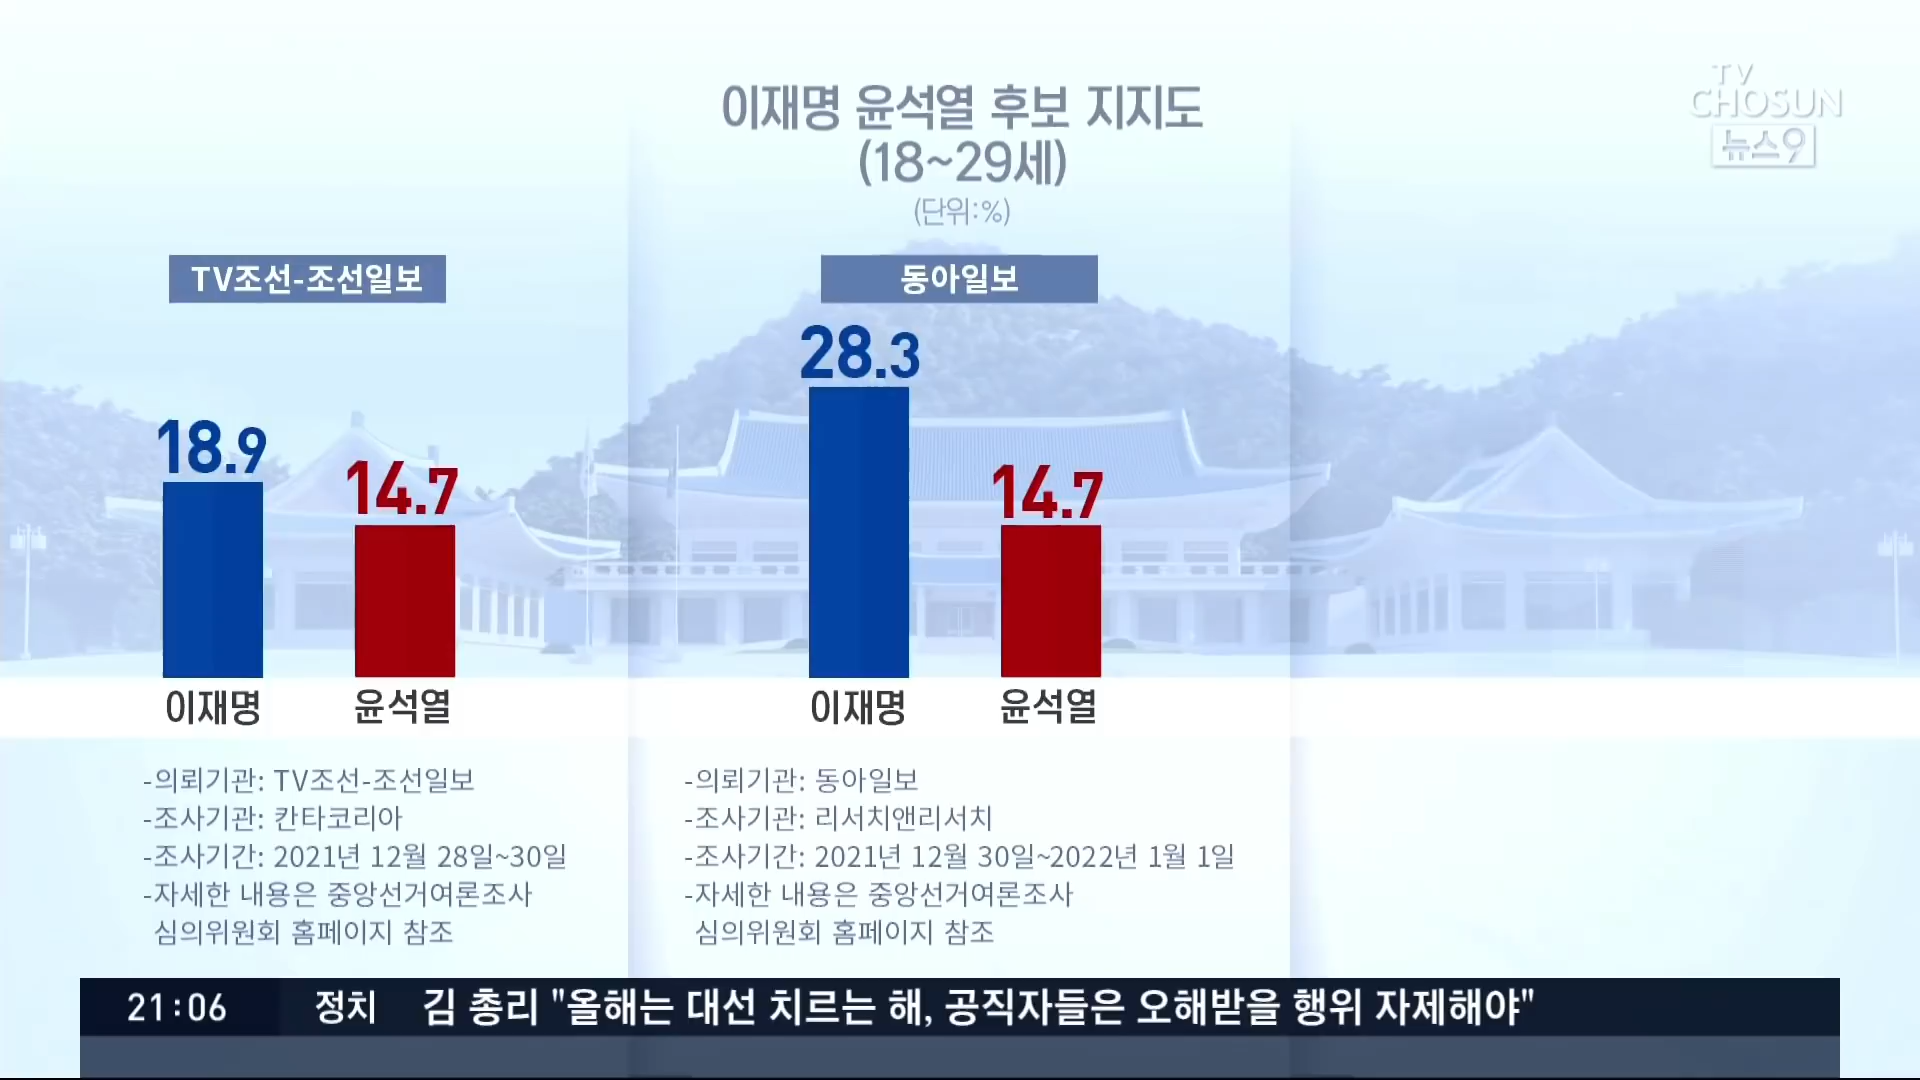 이재명 윤석열 후보 지지도
(18~29세)
(단위:%)
TV CHOSUN
뉴스9
TV조선-조선일보
18.9
14.7
이재명
윤석열
-의뢰기관: TV조선-조선일보
-조사기관: 칸타코리아
-조사기간: 2021년 12월 28일~30일
-자세한 내용은 중앙선거여론조사
심의위원회 홈페이지 참조
동아일보
28.3
14.7
이재명
윤석열
-의뢰기관: 동아일보
-조사기관: 리서치앤리서치
-조사기간: 2021년 12월 30일~2022년 1월 1일
-자세한 내용은 중앙선거여론조사
심의위원회 홈페이지 참조
21:06 정치 김 총리 "올해는 대선 치르는 해, 공직자들은 오해받을 행위 자제해야"